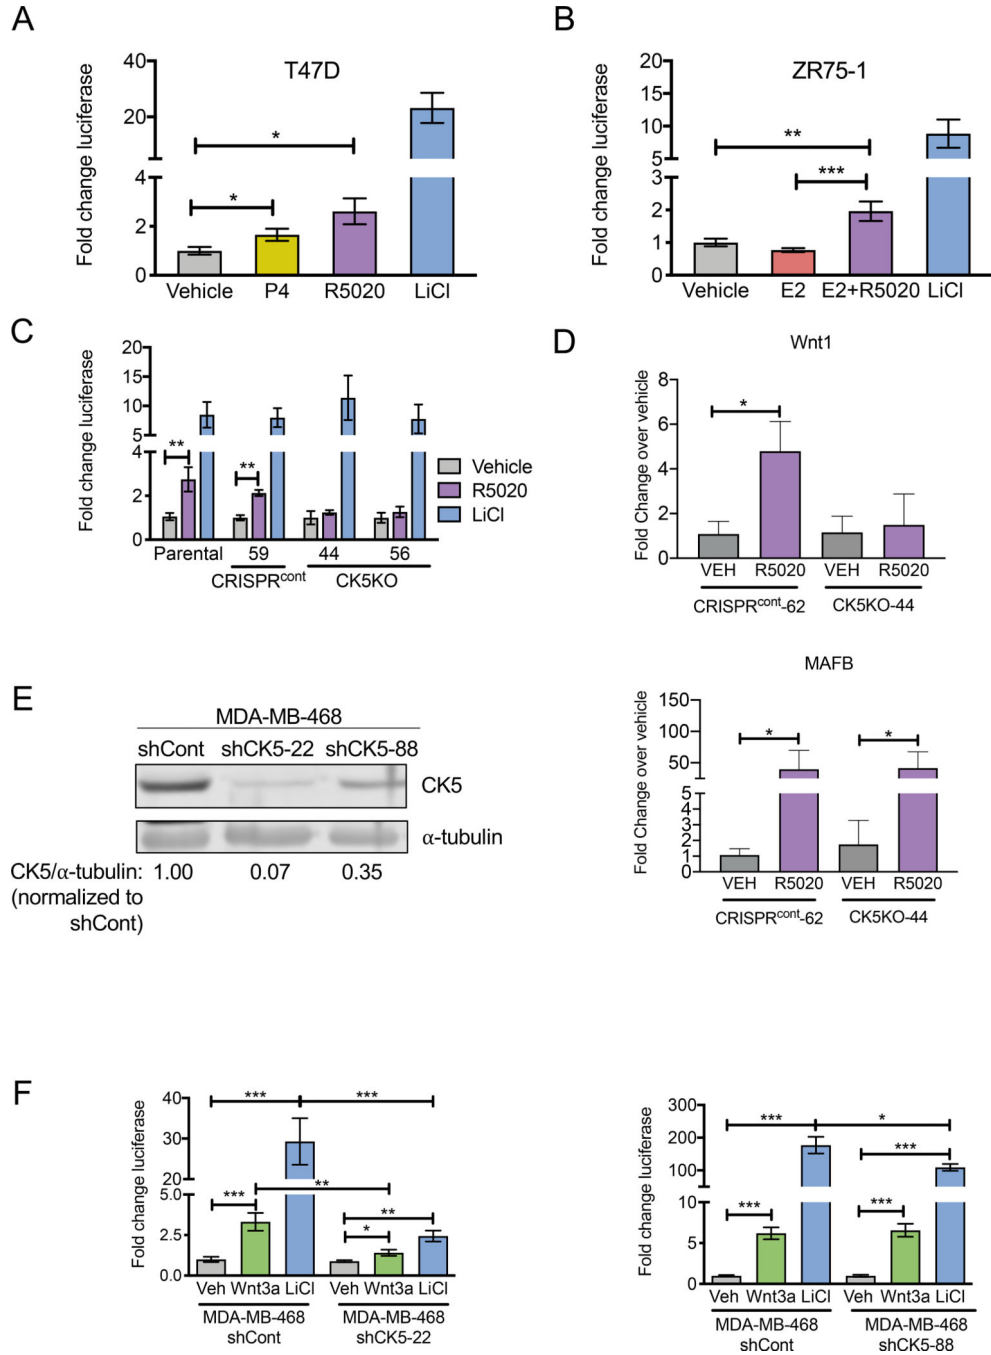 A
T47D
Fold change luciferase
40
20
4
2
0
*
*
Vehicle P4 R5020 LiCl
B
ZR75-1
Fold change luciferase
20
15
10
5
3
2
1
0
**
***
Vehicle E2 E2+R5020 LiCl
C
Fold change luciferase
20
15
10
5
4
2
0
**
**
Vehicle
R5020
LiCl
Parental 59 44 56
CRISPRcont CK5KO
D
Wnt1
Fold Change over vehicle
8
6
4
2
0
*
VEH R5020 VEH R5020
CRISPRcont-62 CK5KO-44
MAFB
Fold Change over vehicle
150
100
50
5
4
3
2
1
0
*
*
VEH R5020 VEH R5020
CRISPRcont-62 CK5KO-44
E
MDA-MB-468
shCont shCK5-22 shCK5-88
CK5
α-tubulin
CK5/α-tubulin: 1.00 0.07 0.35
(normalized to
shCont)
F
Fold change luciferase
40
30
20
5.0
2.5
0.0
*** ***
**
***
**
*
Veh Wnt3a LiCl Veh Wnt3a LiCl
MDA-MB-468 MDA-MB-468
shCont shCK5-22
Fold change luciferase
300
200
100
10
5
0
*** *
***
*** ***
Veh Wnt3a LiCl Veh Wnt3a LiCl
MDA-MB-468 MDA-MB-468
shCont shCK5-88